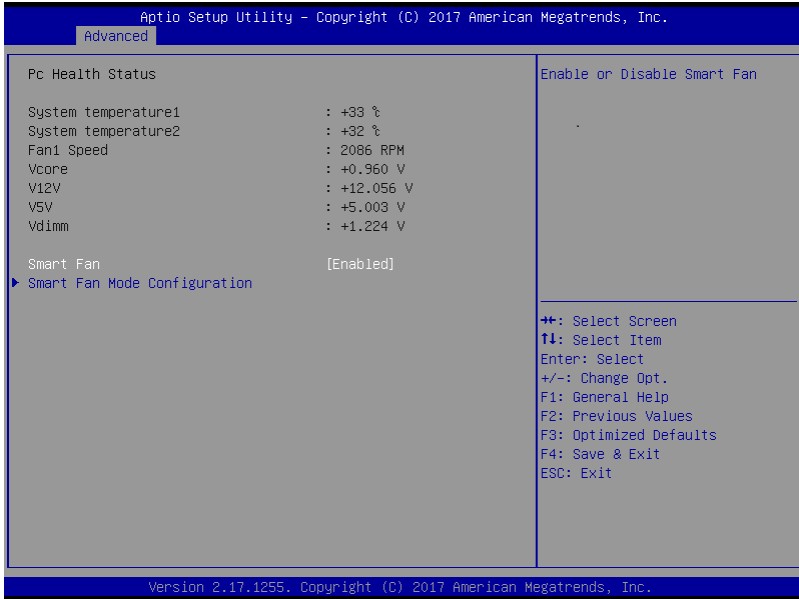 Aptio Setup Utility – Copyright (C) 2017 American Megatrends, Inc.
Advanced
Pc Health Status
System temperature1 : +33 ℃
System temperature2 : +32 ℃
Fan1 Speed : 2086 RPM
Vcore : +0.960 V
V12V : +12.056 V
V5V : +5.003 V
Vdimm : +1.224 V
Smart Fan [Enabled]
Smart Fan Mode Configuration
Enable or Disable Smart Fan
→←: Select Screen
↑↓: Select Item
Enter: Select
+/-: Change Opt.
F1: General Help
F2: Previous Values
F3: Optimized Defaults
F4: Save & Exit
ESC: Exit
Version 2.17.1255. Copyright (C) 2017 American Megatrends, Inc.